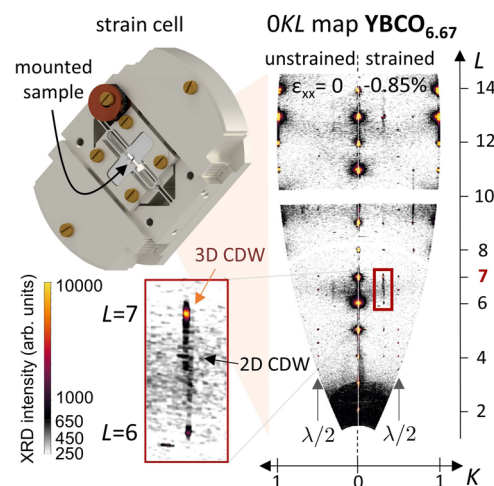 strain cell
mounted
sample
0KL map YBCO6.67
unstrained
strained
L
εxx= 0
-0.85%
14
12
10
8
7
6
4
2
λ/2
λ/2
1
0
1
K
3D CDW
L=7
2D CDW
L=6
XRD intensity (arb. units)
10000
1000
650
450
250